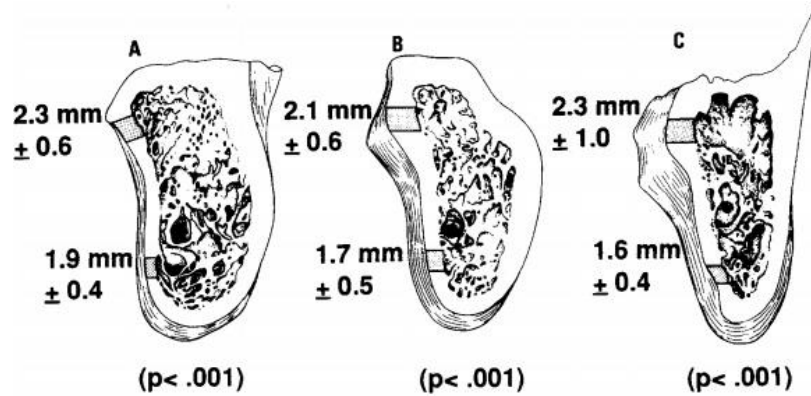 A
B
C
2.3 mm
± 0.6
2.1 mm
± 0.6
2.3 mm
± 1.0
1.9 mm
± 0.4
1.7 mm
± 0.5
1.6 mm
± 0.4
(p< .001)
(p< .001)
(p< .001)